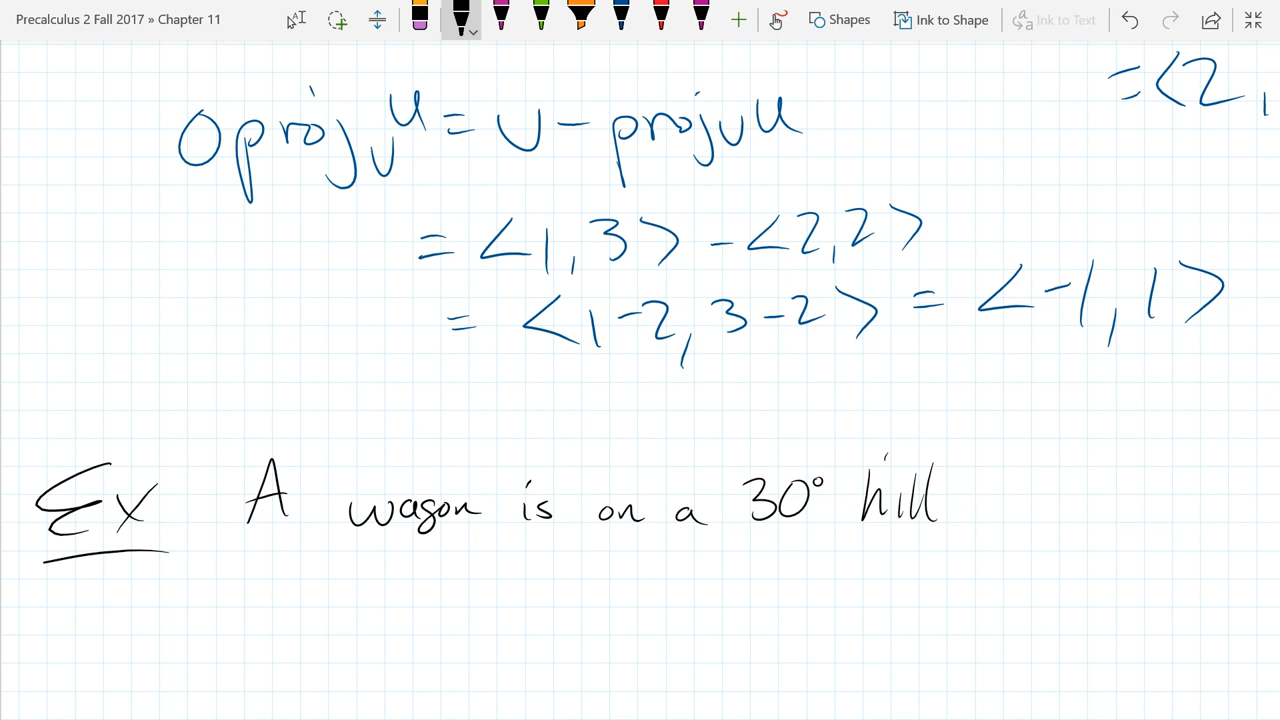 Precalculus 2 Fall 2017 » Chapter 11
Shapes
Ink to Shape
Ink to Text
= <2,
oproj_v u = u - proj_v u
= <1, 3> - <2, 2>
= <1-2, 3-2> = <-1, 1>
Ex A wagon is on a 30° hill